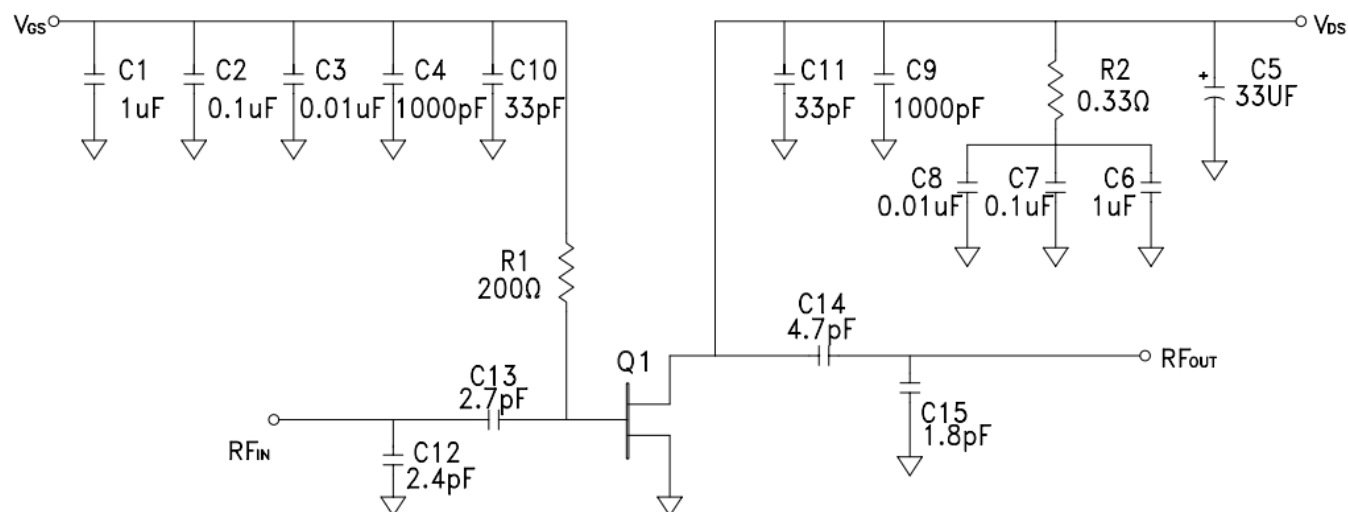 VGS
C1
1uF
C2
0.1uF
C3
0.01uF
C4
1000pF
C10
33pF
C11
33pF
C9
1000pF
R2
0.33Ω
+
C5
33UF
VDS
C8
0.01uF
C7
0.1uF
C6
1uF
R1
200Ω
C14
4.7pF
RFOUT
Q1
C13
2.7pF
C15
1.8pF
RFIN
C12
2.4pF